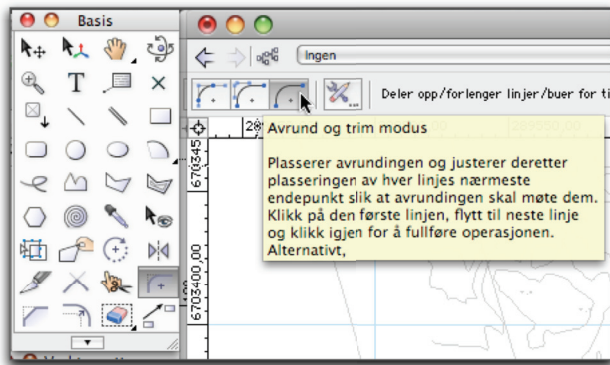 Basis
Ingen
Deler opp/forlenger linjer/buer for ti
Avrund og trim modus
Plasserer avrundingen og justerer deretter
plasseringen av hver linjes nærmeste
endepunkt slik at avrundingen skal møte dem.
Klikk på den første linjen, flytt til neste linje
og klikk igjen for å fullføre operasjonen.
Alternativt,
T
670345
6703400,00